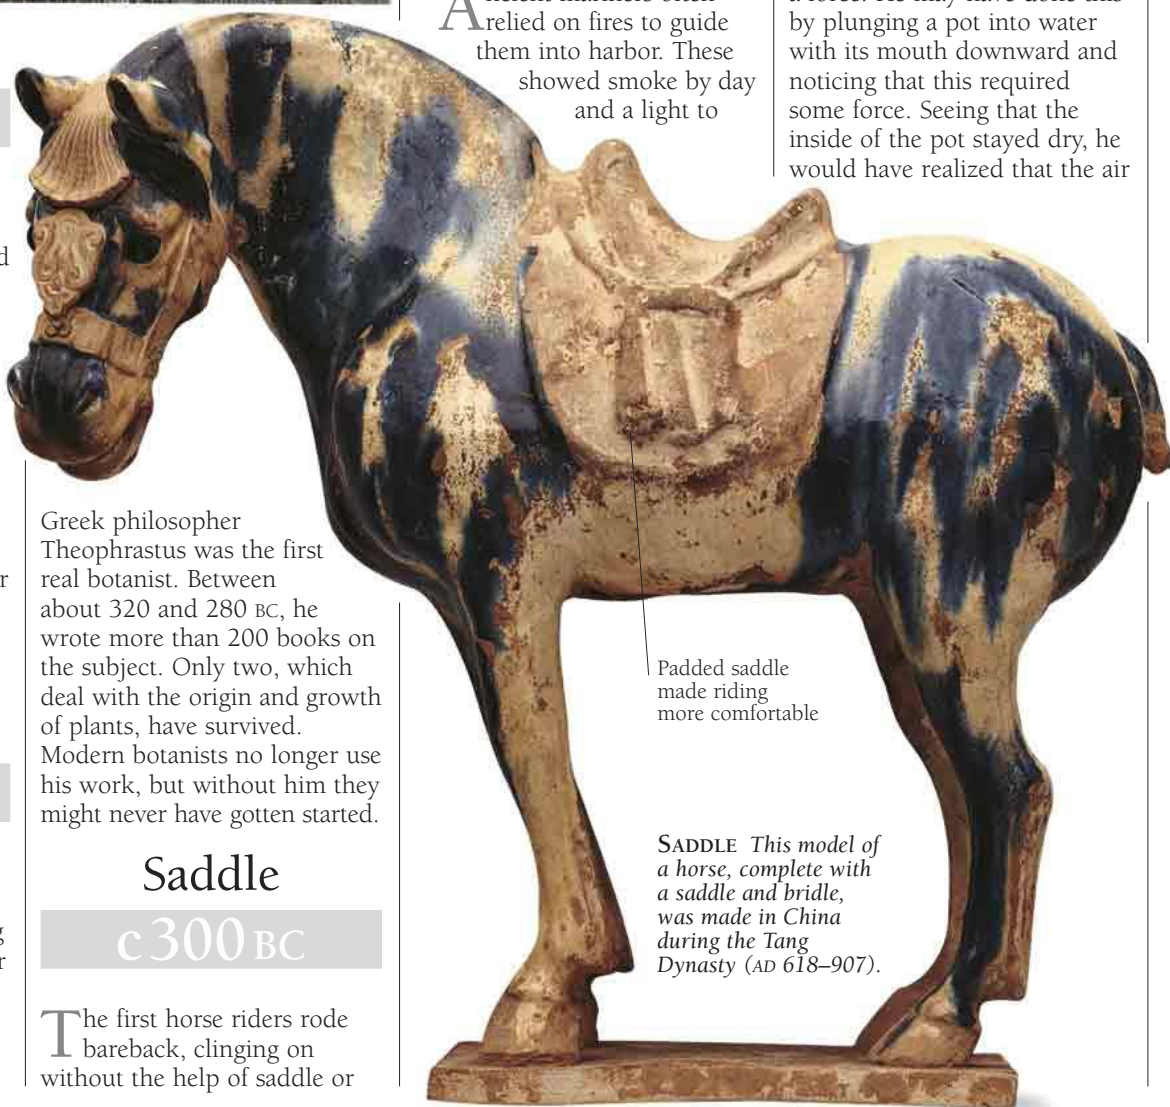 relied on fires to guide
them into harbor. These
showed smoke by day
and a light to
by plunging a pot into water
with its mouth downward and
noticing that this required
some force. Seeing that the
inside of the pot stayed dry, he
would have realized that the air
Greek philosopher
Theophrastus was the first
real botanist. Between
about 320 and 280 BC, he
wrote more than 200 books on
the subject. Only two, which
deal with the origin and growth
of plants, have survived.
Modern botanists no longer use
his work, but without him they
might never have gotten started.
Saddle
c300 BC
The first horse riders rode
bareback, clinging on
without the help of saddle or
Padded saddle
made riding
more comfortable
SADDLE This model of
a horse, complete with
a saddle and bridle,
was made in China
during the Tang
Dynasty (AD 618–907).